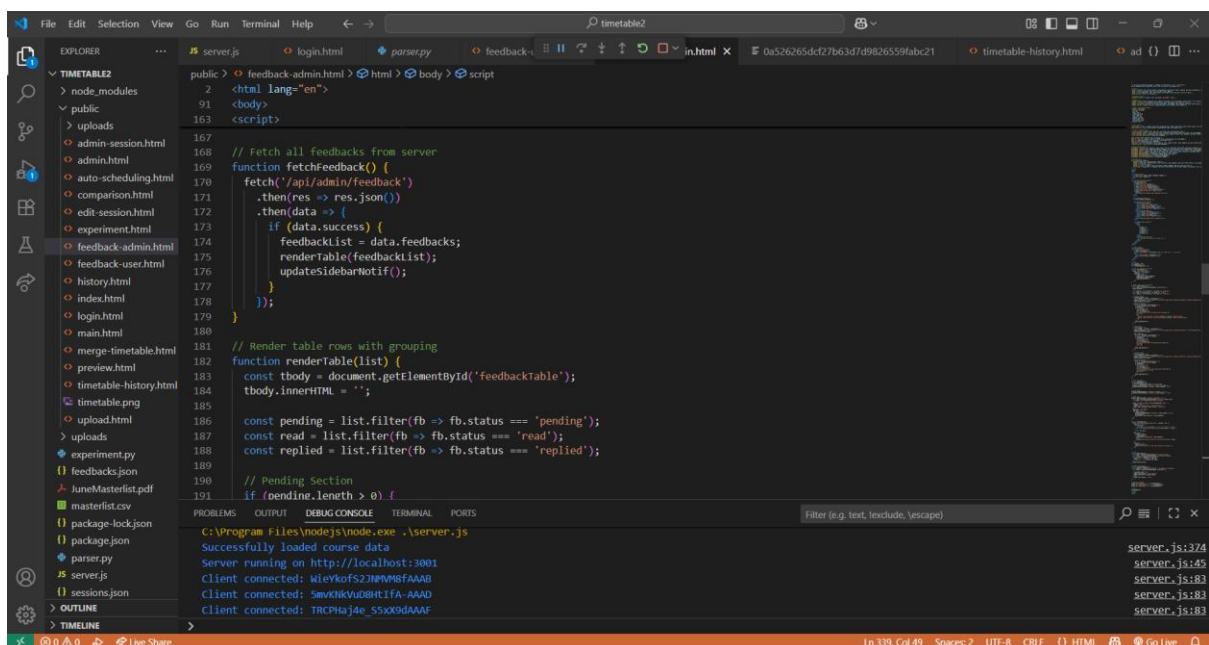 File Edit Selection View Go Run Terminal Help
timetable2
EXPLORER
JS server.js login.html parser.py feedback- in.html 0a526265dcf27b63d7d9826559fabc21 timetable-history.html ad
TIMETABLE2
node_modules
public
uploads
admin-session.html
admin.html
auto-scheduling.html
comparison.html
edit-session.html
experiment.html
feedback-admin.html
feedback-user.html
history.html
index.html
login.html
main.html
merge-timetable.html
preview.html
timetable-history.html
timetable.png
upload.html
uploads
experiment.py
feedbacks.json
JuneMasterlist.pdf
masterlist.csv
package-lock.json
package.json
parser.py
JS server.js
sessions.json
OUTLINE
TIMELINE
public > feedback-admin.html > html > body > script
2 <html lang="en">
91 <body>
163 <script>
167
168 // Fetch all feedbacks from server
169 function fetchFeedback() {
170 fetch('/api/admin/feedback')
171 .then(res => res.json())
172 .then(data => {
173 if (data.success) {
174 feedbackList = data.feedbacks;
175 renderTable(feedbackList);
176 updateSidebarNotif();
177 }
178 });
179 }
180
181 // Render table rows with grouping
182 function renderTable(list) {
183 const tbody = document.getElementById('feedbackTable');
184 tbody.innerHTML = '';
185
186 const pending = list.filter(fb => fb.status === 'pending');
187 const read = list.filter(fb => fb.status === 'read');
188 const replied = list.filter(fb => fb.status === 'replied');
189
190 // Pending Section
191 if (pending.length > 0) {
PROBLEMS OUTPUT DEBUG CONSOLE TERMINAL PORTS
Filter (e.g. text, !exclude, \escape)
C:\Program Files\nodejs\node.exe .\server.js
Successfully loaded course data server.js:374
Server running on http://localhost:3001 server.js:45
Client connected: WieYkofS2JNMVM8fAAAB server.js:83
Client connected: 5mvKNkVuD8HtIfA-AAAD server.js:83
Client connected: TRCPHaj4e_S5xX9dAAAF server.js:83
0 0 Live Share
Ln 339, Col 49 Spaces: 2 UTF-8 CRLF {} HTML Go Live